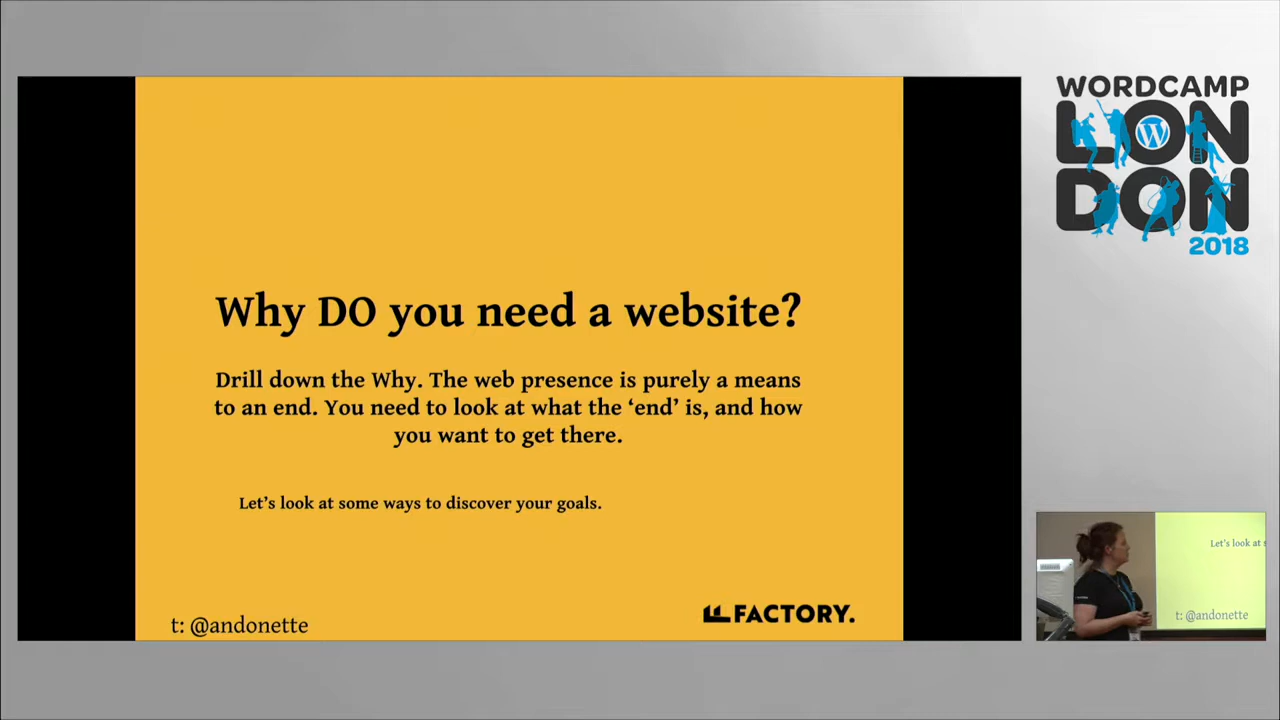 Why DO you need a website?
Drill down the Why. The web presence is purely a means
to an end. You need to look at what the ‘end’ is, and how
you want to get there.
Let’s look at some ways to discover your goals.
t: @andonette
FACTORY.
WORDCAMP
LON
DON
2018
Let's look at s
t: @andonette